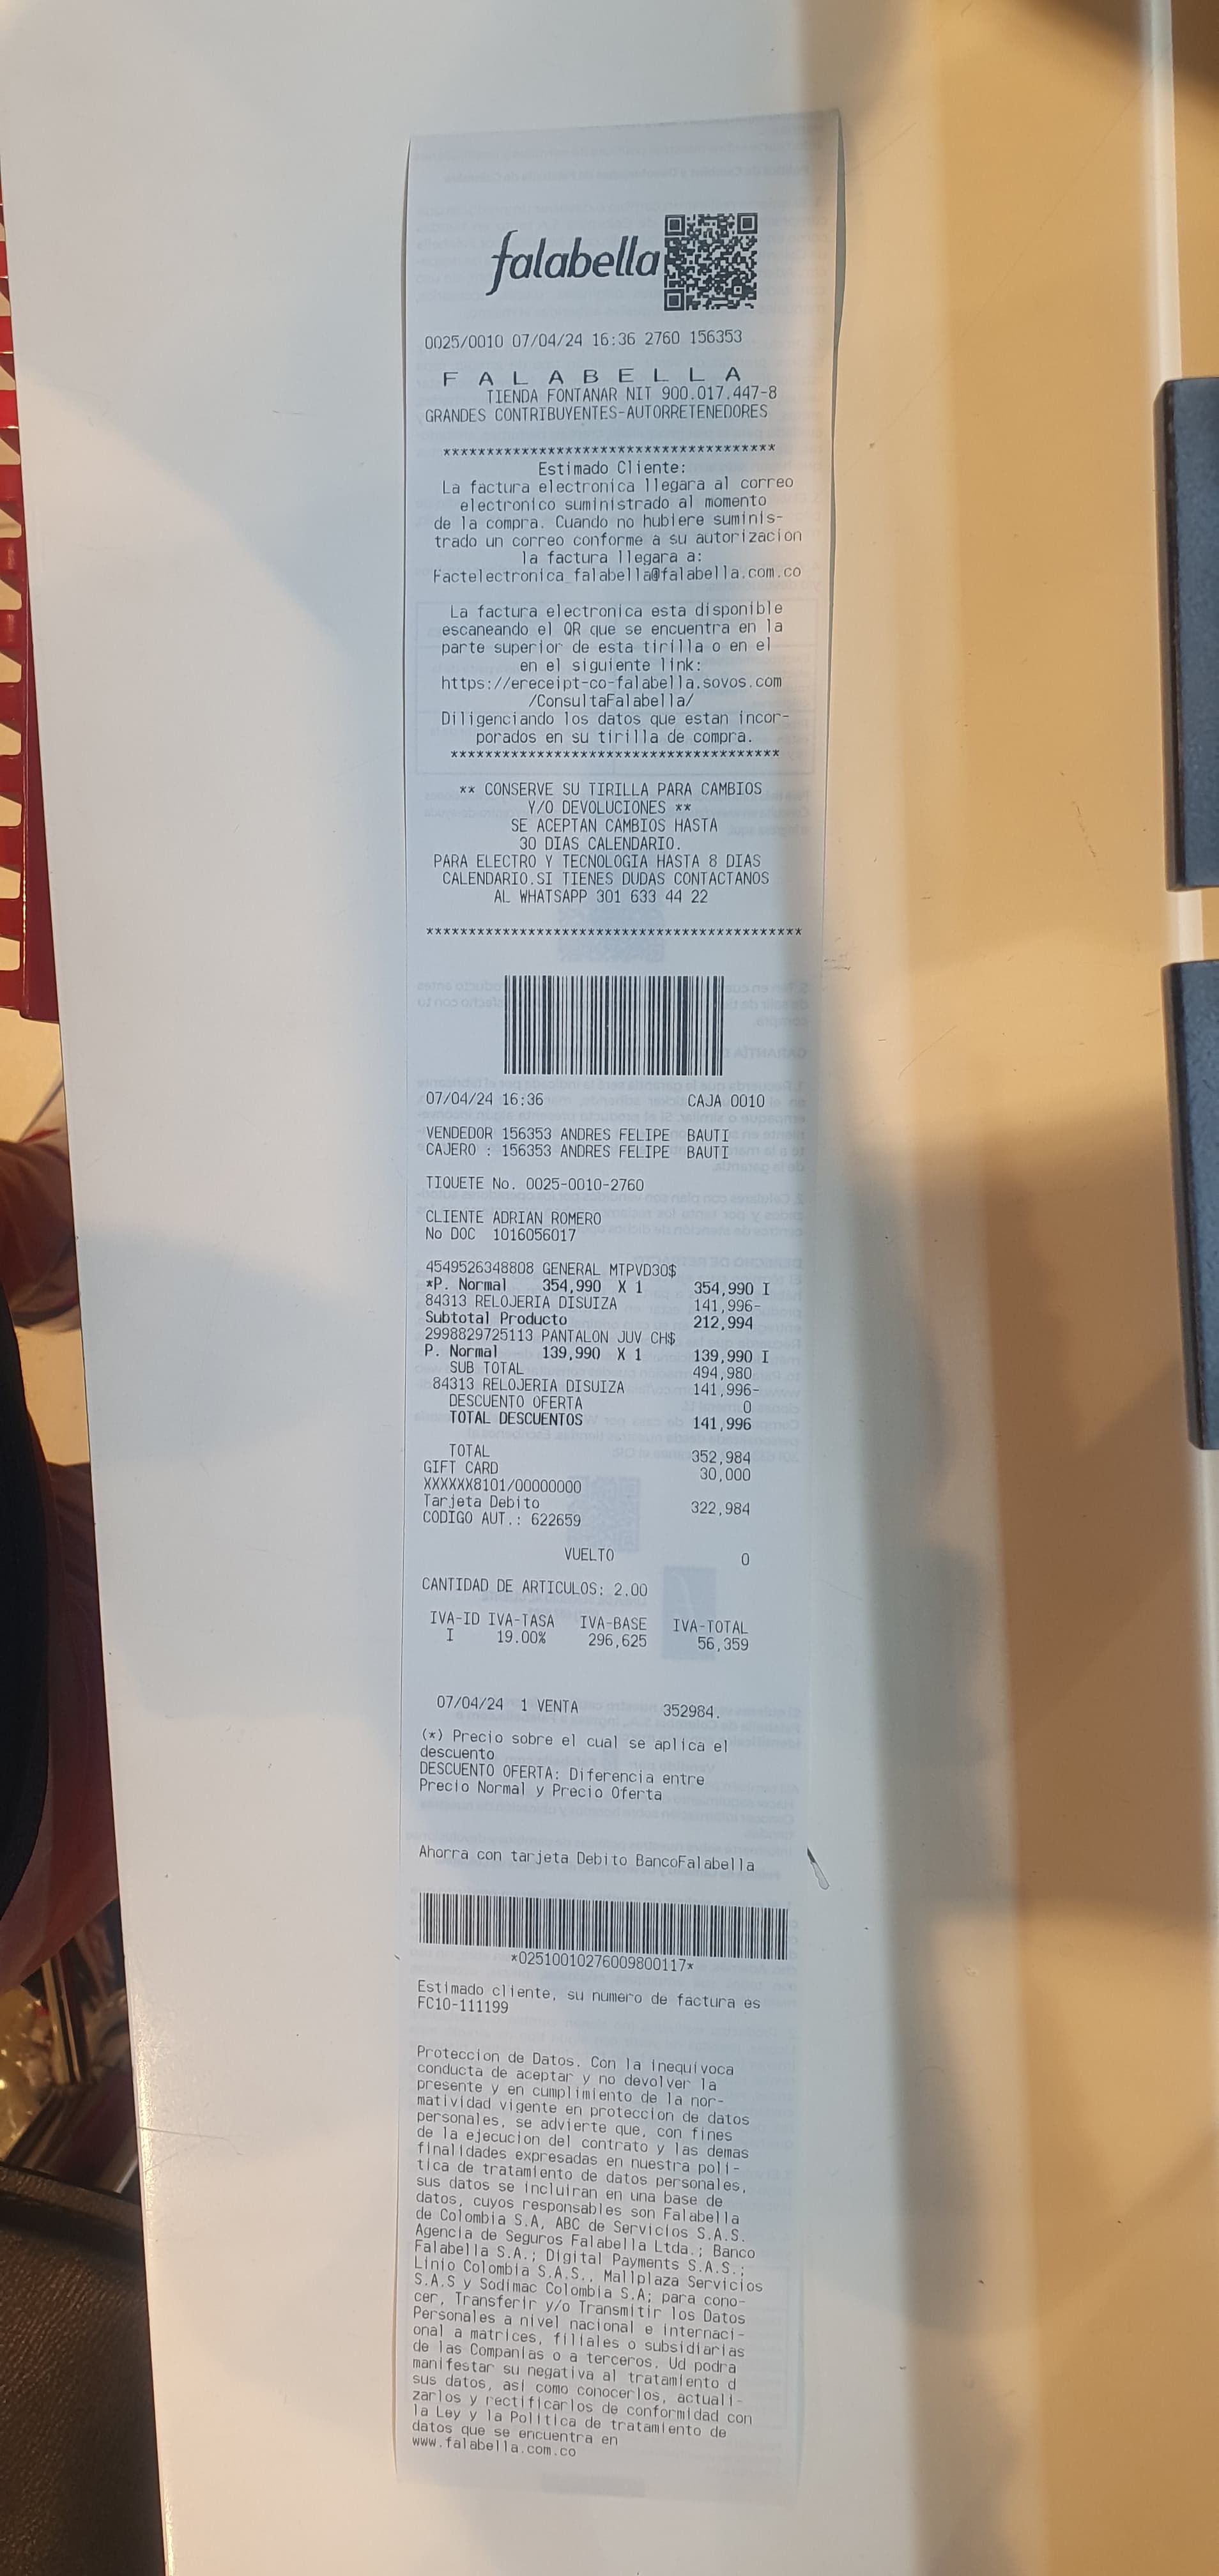 falabella
0025/0010 07/04/24 16:36 2760 156353
F A L A B E L L A
TIENDA FONTANAR NIT 900.017.447-8
GRANDES CONTRIBUYENTES-AUTORRETENEDORES
***************************************
Estimado Cliente:
La factura electronica llegara al correo
electronico suministrado al momento
de la compra. Cuando no hubiere suminis-
trado un correo conforme a su autorizacion
la factura llegara a:
Factelectronica_falabella@falabella.com.co
La factura electronica esta disponible
escaneando el QR que se encuentra en la
parte superior de esta tirilla o en el
en el siguiente link:
https://ereceipt-co-falabella.sovos.com
/ConsultaFalabella/
Diligenciando los datos que estan incor-
porados en su tirilla de compra.
***************************************
** CONSERVE SU TIRILLA PARA CAMBIOS
Y/O DEVOLUCIONES **
SE ACEPTAN CAMBIOS HASTA
30 DIAS CALENDARIO.
PARA ELECTRO Y TECNOLOGIA HASTA 8 DIAS
CALENDARIO.SI TIENES DUDAS CONTACTANOS
AL WHATSAPP 301 633 44 22
********************************************
07/04/24 16:36 CAJA 0010
VENDEDOR 156353 ANDRES FELIPE BAUTI
CAJERO : 156353 ANDRES FELIPE BAUTI
TIQUETE No. 0025-0010-2760
CLIENTE ADRIAN ROMERO
No DOC 1016056017
4549526348808 GENERAL MTPVD30$
*P. Normal 354,990 X 1 354,990 I
84313 RELOJERIA DISUIZA 141,996-
Subtotal Producto 212,994
2998829725113 PANTALON JUV CH$
P. Normal 139,990 X 1 139,990 I
SUB TOTAL 494,980
84313 RELOJERIA DISUIZA 141,996-
DESCUENTO OFERTA 0
TOTAL DESCUENTOS 141,996
TOTAL 352,984
GIFT CARD 30,000
XXXXXX8101/00000000
Tarjeta Debito 322,984
CODIGO AUT.: 622659
VUELTO 0
CANTIDAD DE ARTICULOS: 2.00
IVA-ID IVA-TASA IVA-BASE IVA-TOTAL
I 19.00% 296,625 56,359
07/04/24 1 VENTA 352984.
(*) Precio sobre el cual se aplica el
descuento
DESCUENTO OFERTA: Diferencia entre
Precio Normal y Precio Oferta
Ahorra con tarjeta Debito BancoFalabella
*02510010276009800117*
Estimado cliente, su numero de factura es
FC10-111199
Proteccion de Datos. Con la inequivoca
conducta de aceptar y no devolver la
presente y en cumplimiento de la nor-
matividad vigente en proteccion de datos
personales, se advierte que, con fines
de la ejecucion del contrato y las demas
finalidades expresadas en nuestra poli-
tica de tratamiento de datos personales,
sus datos se incluiran en una base de
datos, cuyos responsables son Falabella
de Colombia S.A, ABC de Servicios S.A.S.
Agencia de Seguros Falabella Ltda.; Banco
Falabella S.A.; Digital Payments S.A.S.;
Linio Colombia S.A.S., Mallplaza Servicios
S.A.S y Sodimac Colombia S.A; para cono-
cer, Transferir y/o Transmitir los Datos
Personales a nivel nacional e internaci-
onal a matrices, filiales o subsidiarias
de las Companias o a terceros. Ud podra
manifestar su negativa al tratamiento d
sus datos, asi como conocerlos, actuali-
zarlos y rectificarlos de conformidad con
la Ley y la Politica de tratamiento de
datos que se encuentra en
www.falabella.com.co